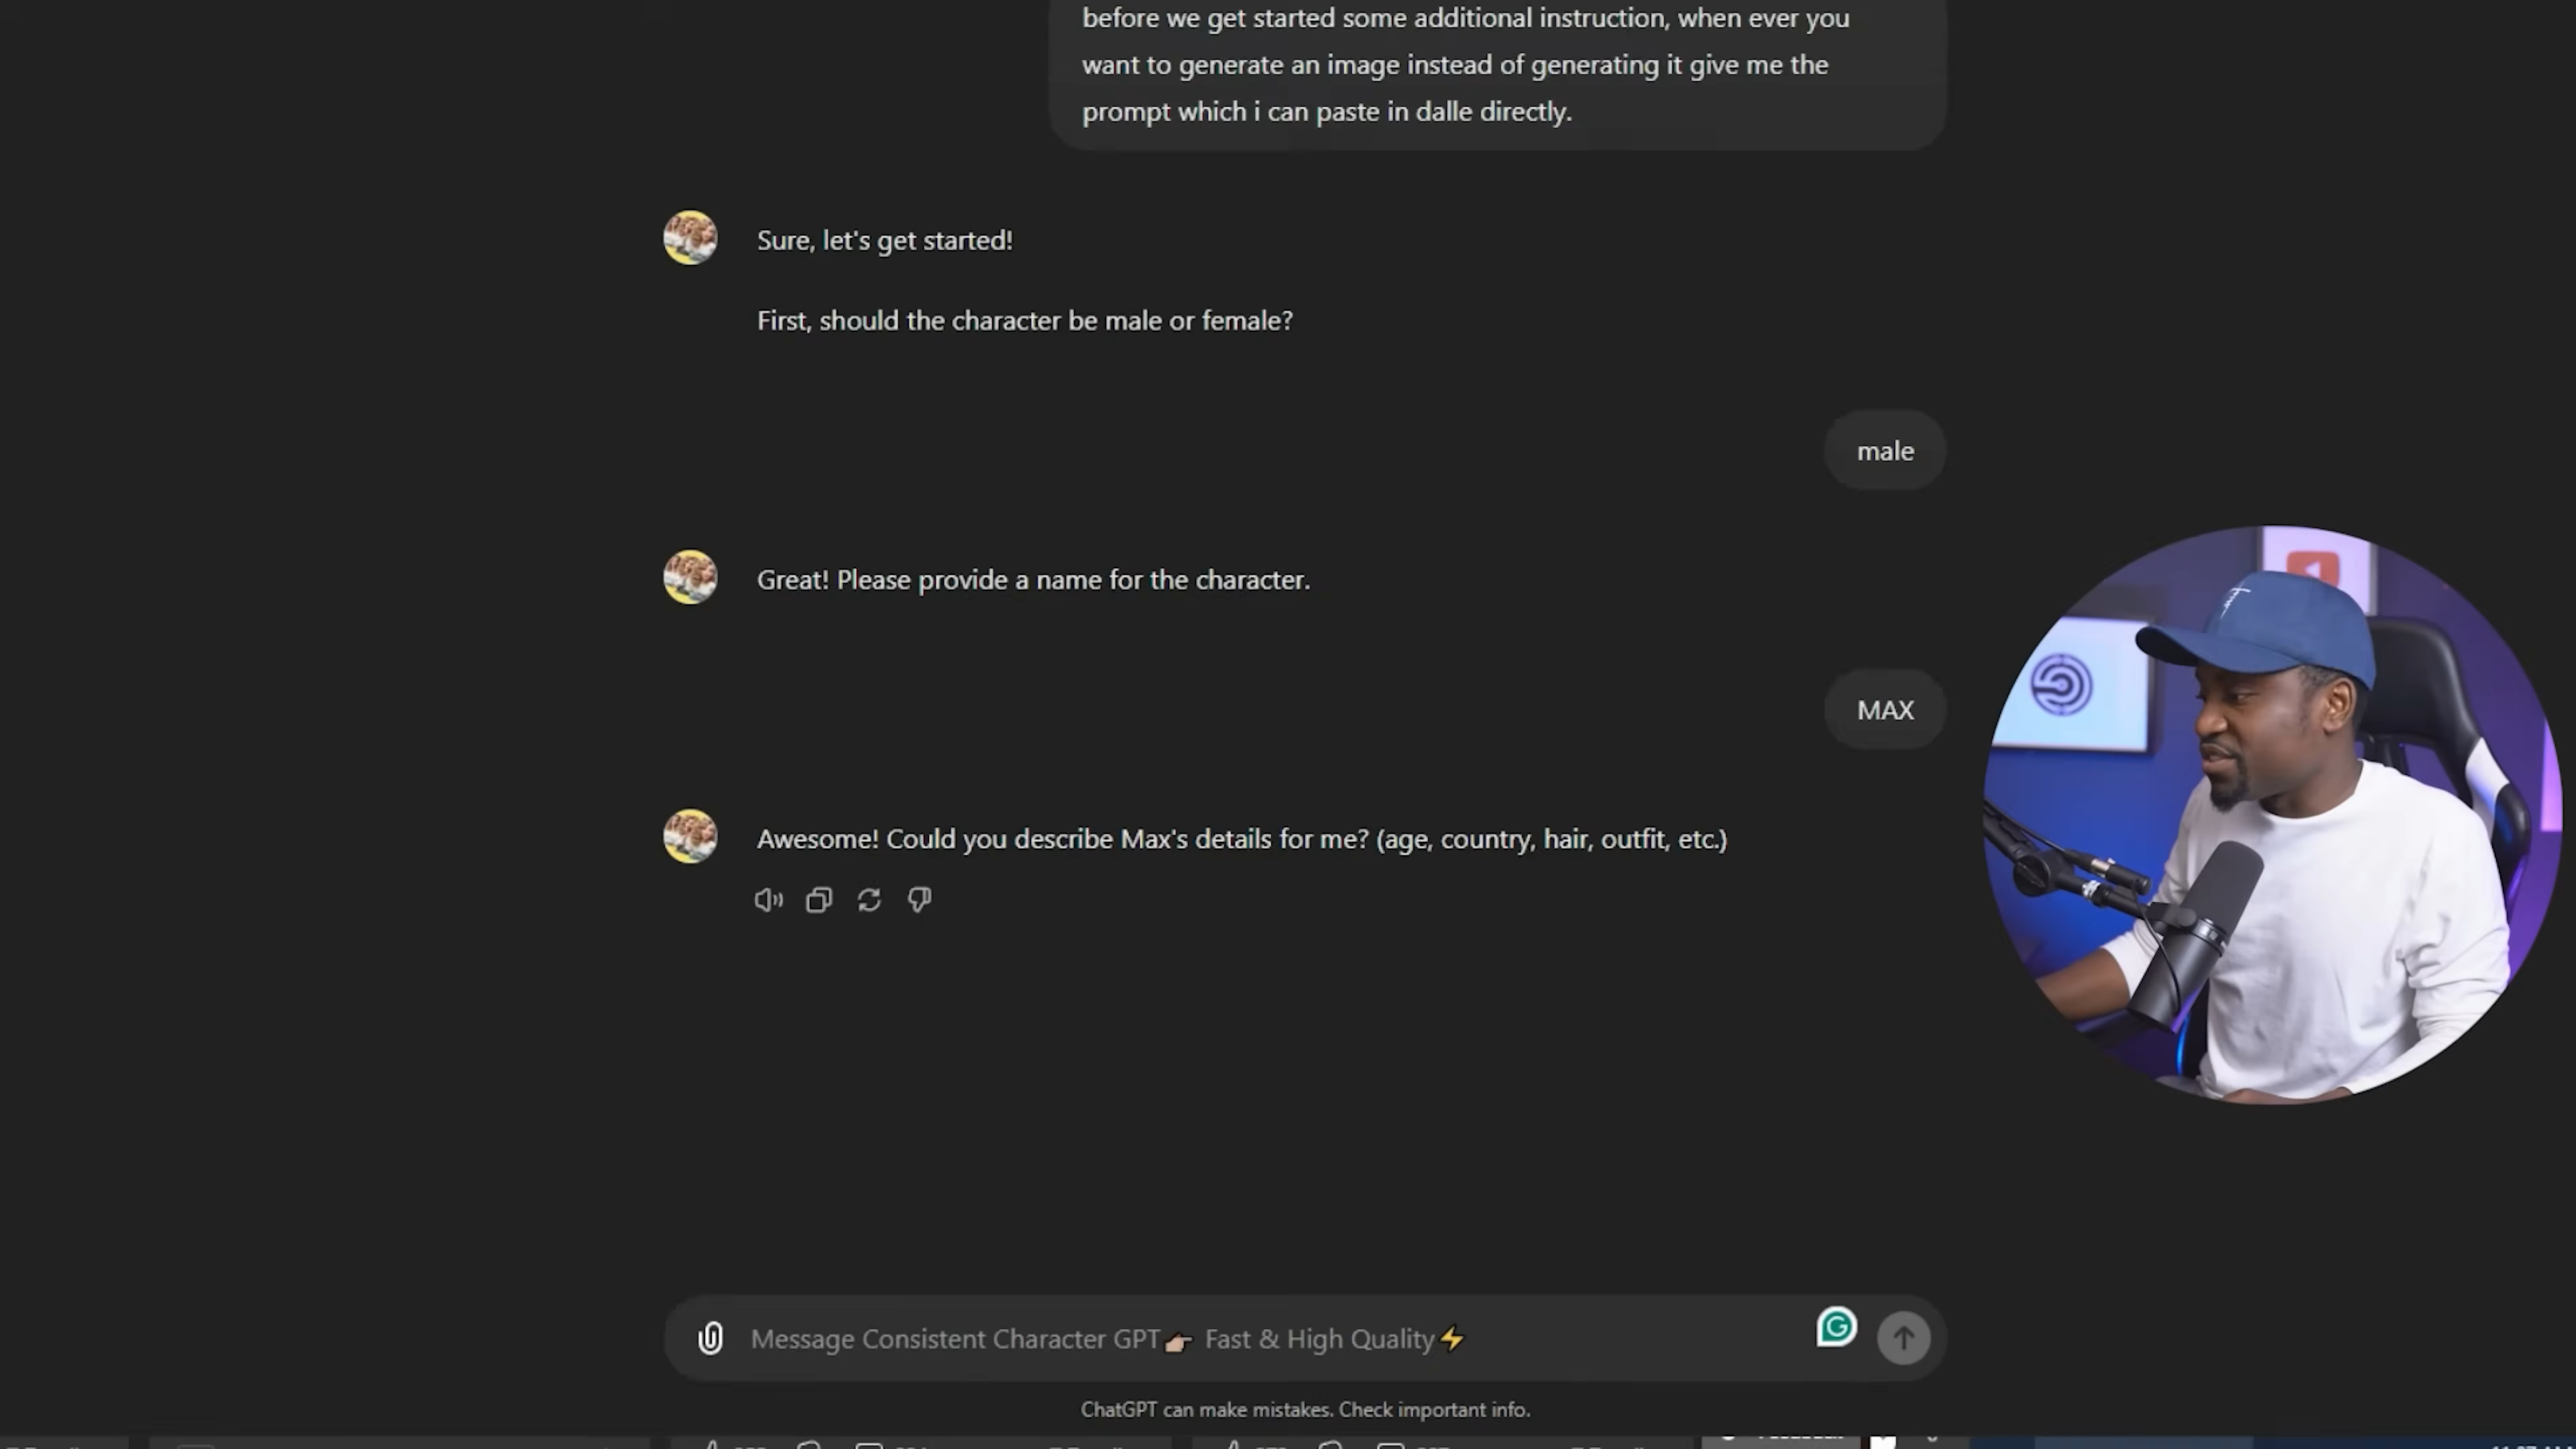 before we get started some additional instruction, when ever you
want to generate an image instead of generating it give me the
prompt which i can paste in dalle directly.
Sure, let's get started!
First, should the character be male or female?
male
Great! Please provide a name for the character.
MAX
Awesome! Could you describe Max's details for me? (age, country, hair, outfit, etc.)
Message Consistent Character GPT👉🏼 Fast & High Quality⚡
ChatGPT can make mistakes. Check important info.